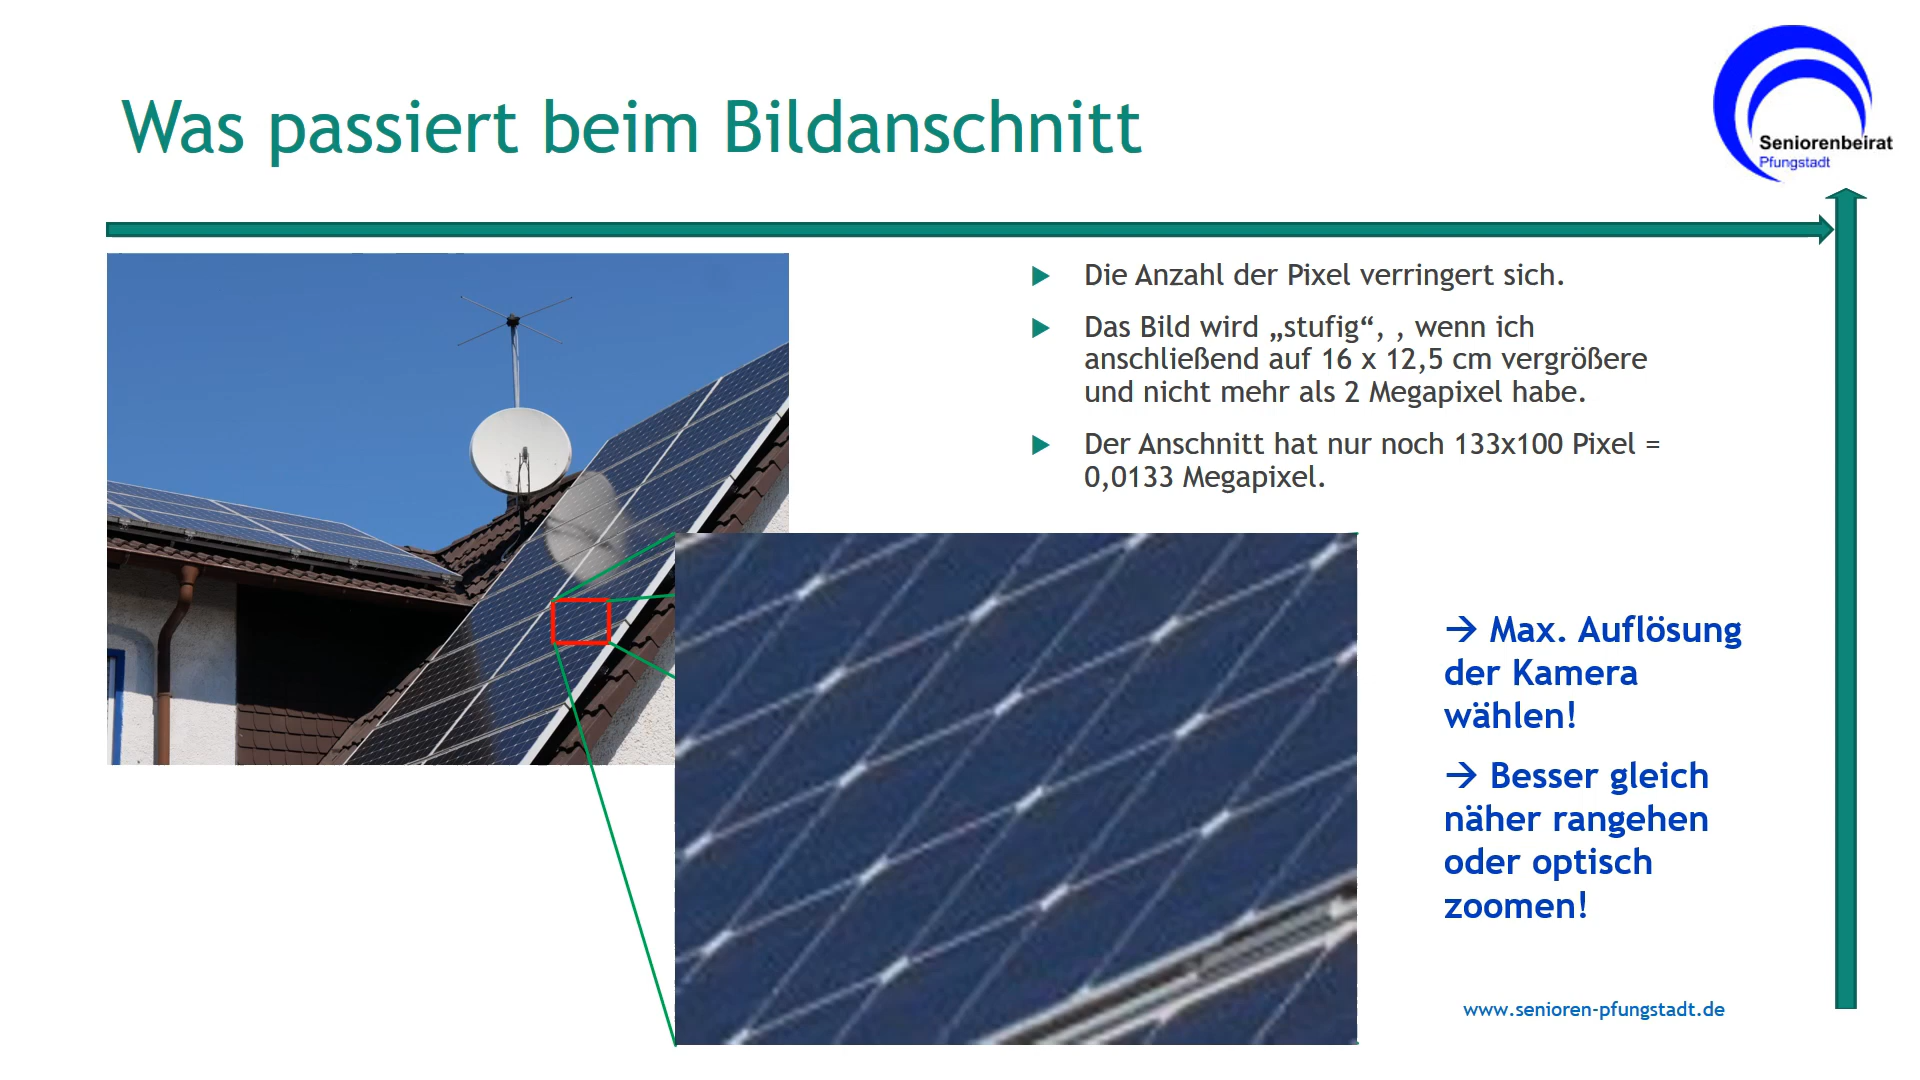 Was passiert beim Bildanschnitt
Seniorenbeirat
Pfungstadt
Die Anzahl der Pixel verringert sich.
Das Bild wird „stufig“, , wenn ich
anschließend auf 16 x 12,5 cm vergrößere
und nicht mehr als 2 Megapixel habe.
Der Anschnitt hat nur noch 133x100 Pixel =
0,0133 Megapixel.
→ Max. Auflösung
der Kamera
wählen!
→ Besser gleich
näher rangehen
oder optisch
zoomen!
www.senioren-pfungstadt.de